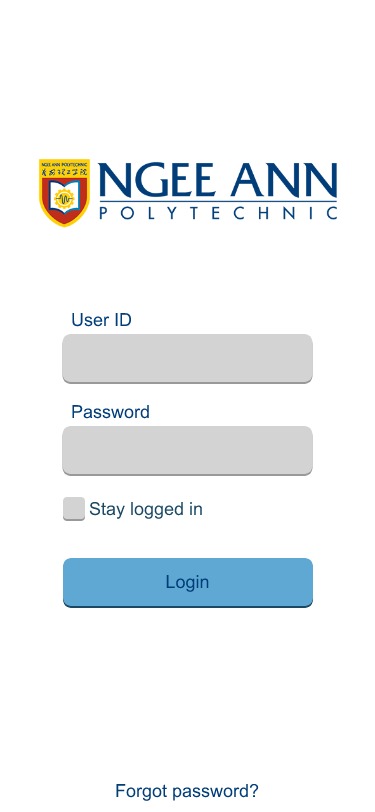 NGEE ANN POLYTECHNIC
NGEE ANN
POLYTECHNIC
User ID
Password
Stay logged in
Login
Forgot password?